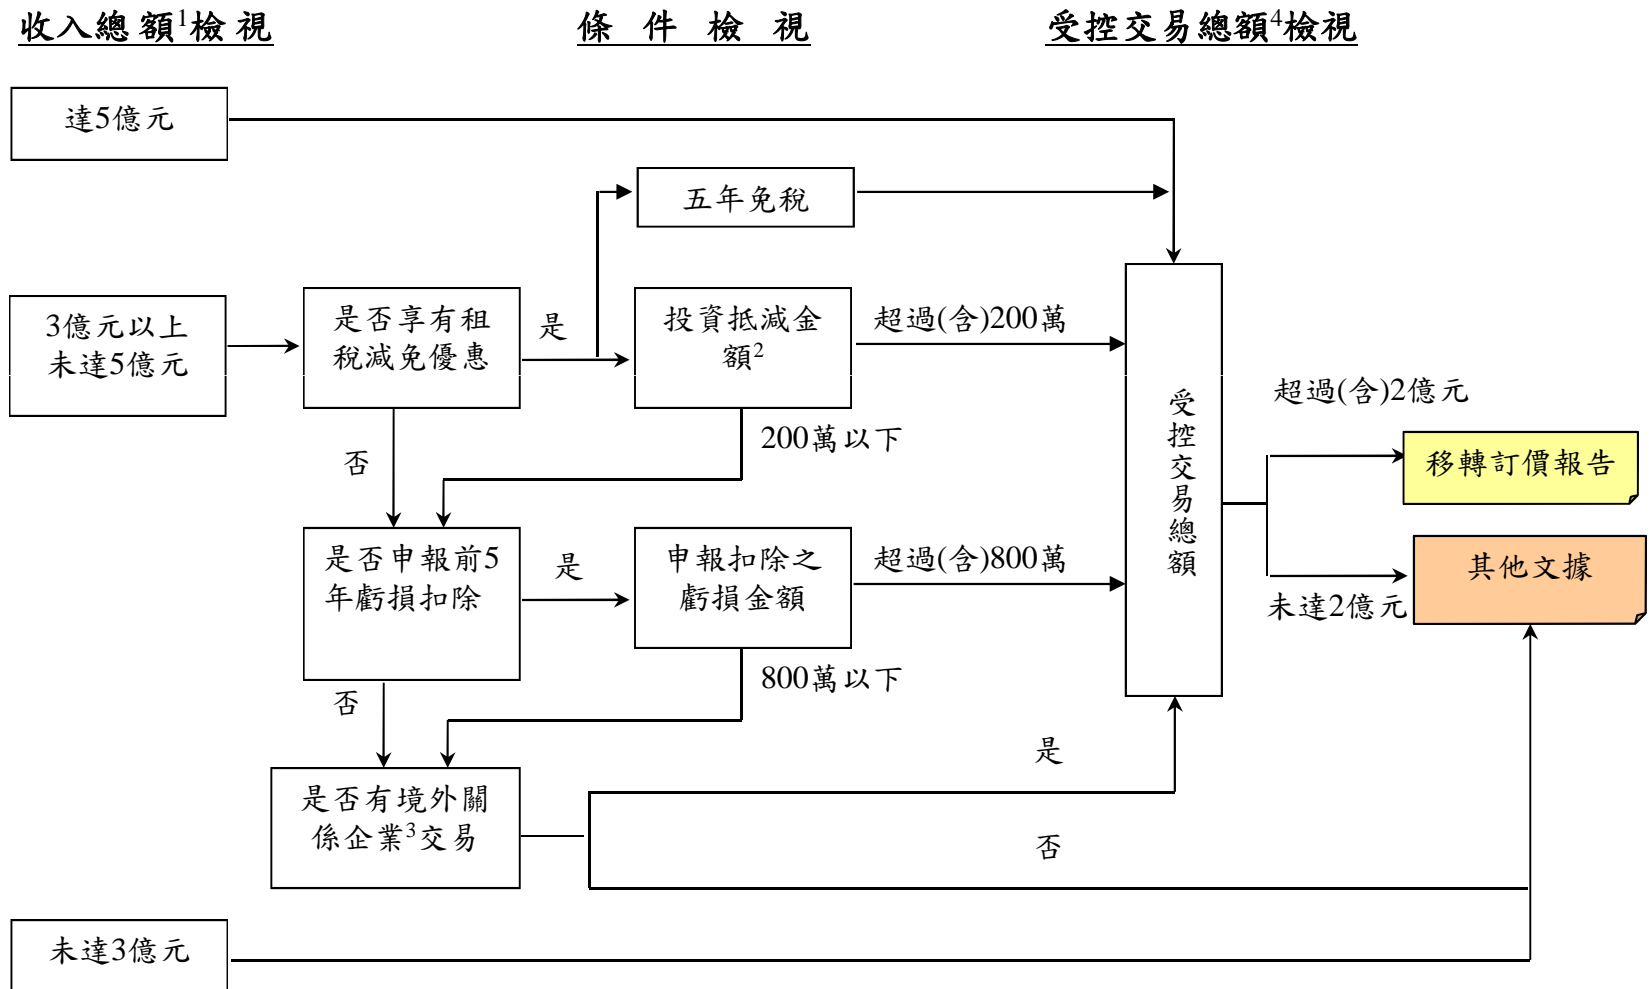 收入總額1檢視
條件檢視
受控交易總額4檢視
達5億元
五年免稅
3億元以上
未達5億元
是否享有租
稅減免優惠
是
投資抵減金
額2
超過(含)200萬
否
200萬以下
是否申報前5
年虧損扣除
是
申報扣除之
虧損金額
超過(含)800萬
否
800萬以下
受控交易總額
超過(含)2億元
移轉訂價報告
其他文據
未達2億元
是否有境外關
係企業3交易
是
否
未達3億元